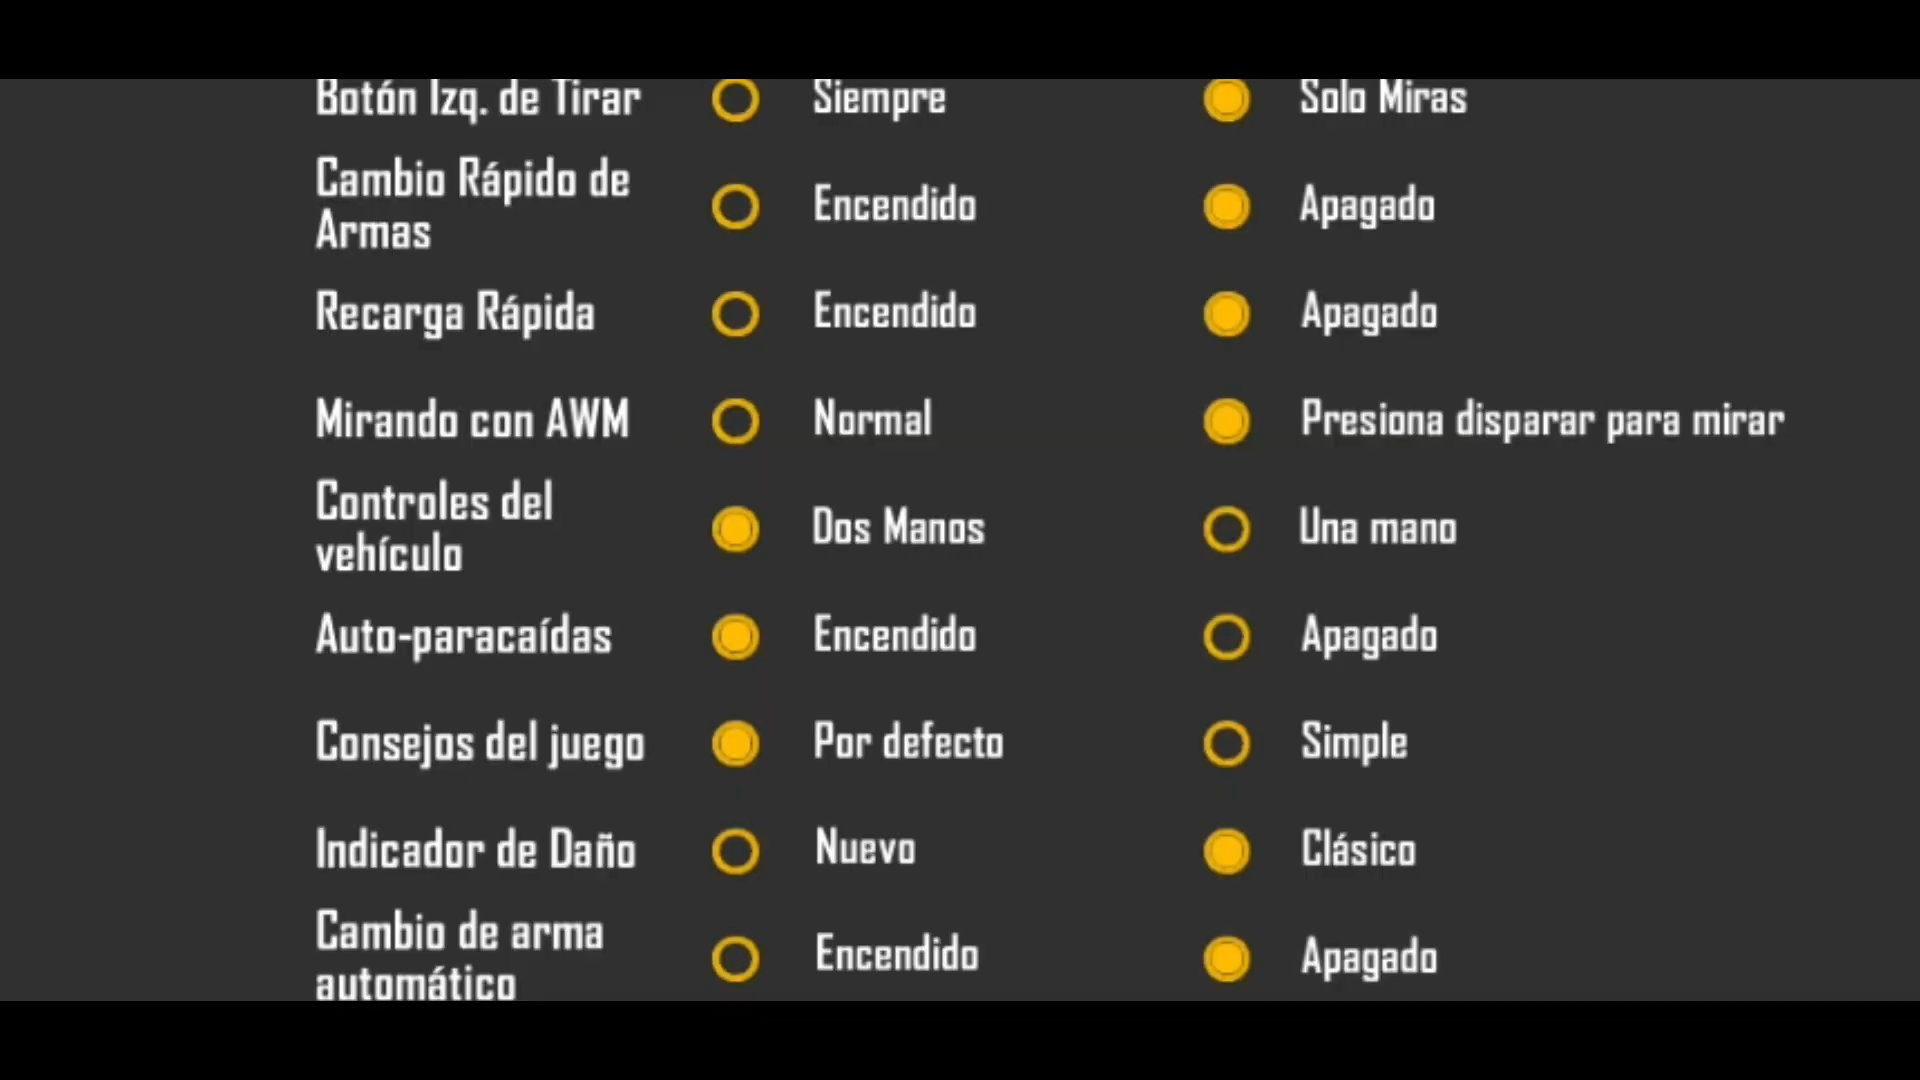 Botón Izq. de Tirar Siempre Solo Miras
Cambio Rápido de
Armas Encendido Apagado
Recarga Rápida Encendido Apagado
Mirando con AWM Normal Presiona disparar para mirar
Controles del
vehículo Dos Manos Una mano
Auto-paracaídas Encendido Apagado
Consejos del juego Por defecto Simple
Indicador de Daño Nuevo Clásico
Cambio de arma
automático Encendido Apagado